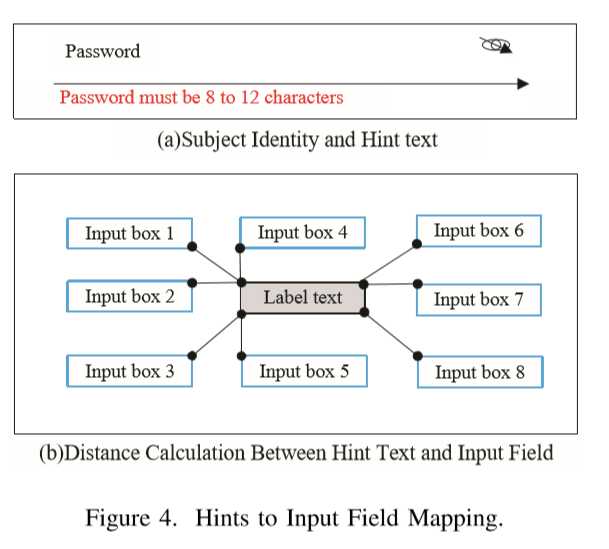 Password
Password must be 8 to 12 characters
(a)Subject Identity and Hint text
Input box 1
Input box 4
Input box 6
Input box 2
Label text
Input box 7
Input box 3
Input box 5
Input box 8
(b)Distance Calculation Between Hint Text and Input Field
Figure 4. Hints to Input Field Mapping.